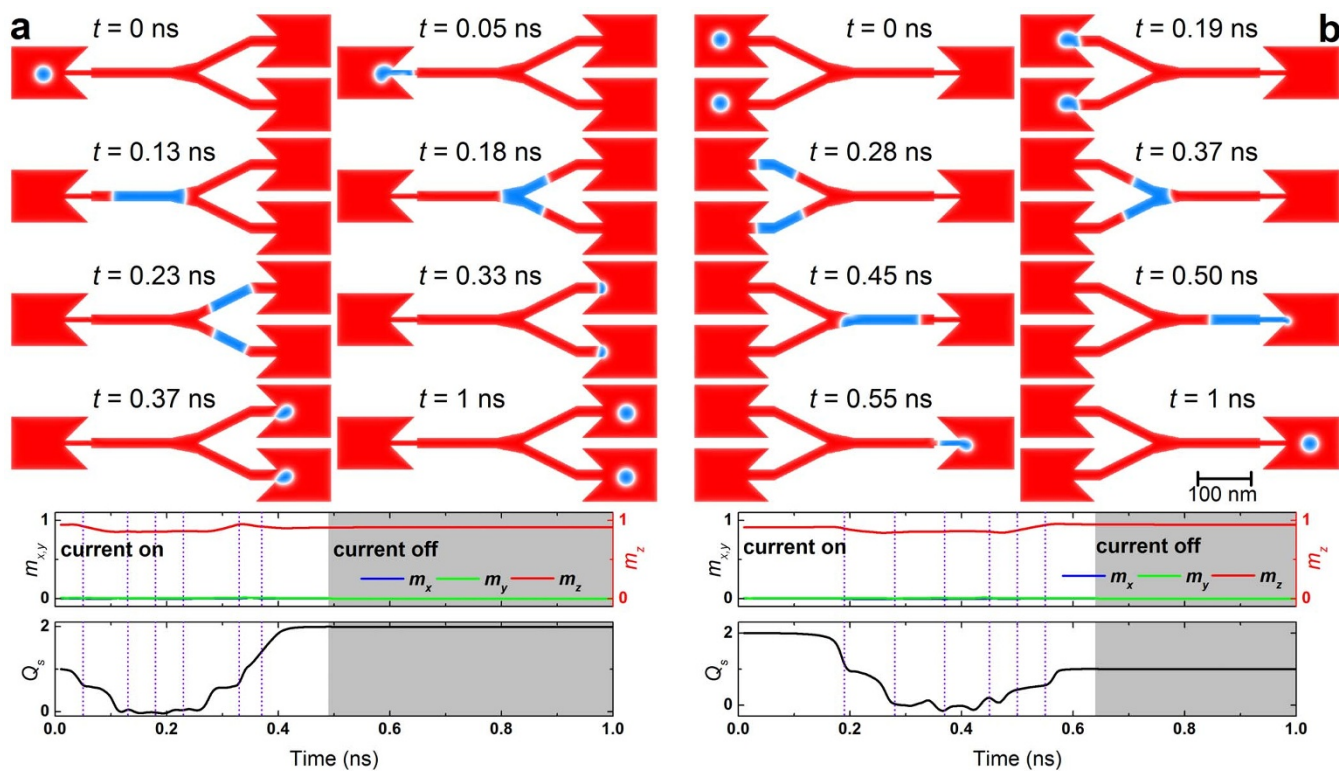 a
t = 0 ns
t = 0.05 ns
t = 0.13 ns
t = 0.18 ns
t = 0.23 ns
t = 0.33 ns
t = 0.37 ns
t = 1 ns
b
t = 0 ns
t = 0.19 ns
t = 0.28 ns
t = 0.37 ns
t = 0.45 ns
t = 0.50 ns
t = 0.55 ns
t = 1 ns
100 nm
1
0
mx,y
current on
current off
mx
my
mz
1
0
mz
2
1
0
Qs
0.0 0.2 0.4 0.6 0.8 1.0
Time (ns)
1
0
mx,y
current on
current off
mx
my
mz
1
0
mz
2
1
0
Qs
0.0 0.2 0.4 0.6 0.8 1.0
Time (ns)